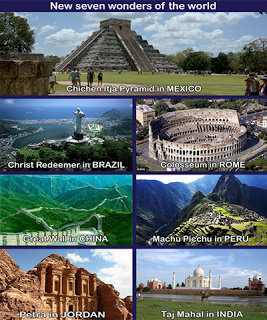 New seven wonders of the world
Chichen Itja Pyramid in MEXICO
Christ Redeemer in BRAZIL
Colosseum in ROME
Great Wall in CHINA
Machu Picchu in PERU
Petra in JORDAN
Taj Mahal in INDIA